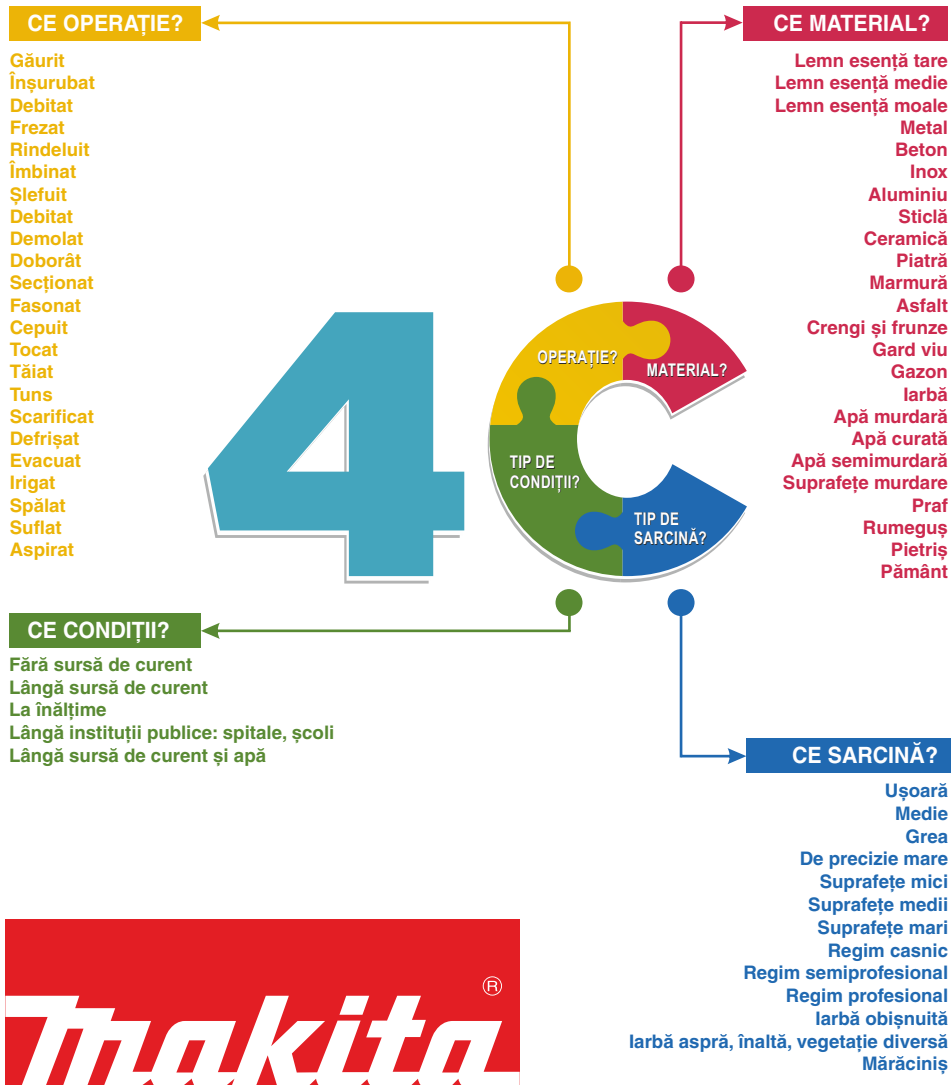 CE OPERAȚIE?
Găurit
Înșurubat
Debitat
Frezat
Rindeluit
Îmbinat
Șlefuit
Debitat
Demolat
Doborât
Secționat
Fasonat
Cepuit
Tocat
Tăiat
Tuns
Scarificat
Defrișat
Evacuat
Irigat
Spălat
Suflat
Aspirat
CE MATERIAL?
Lemn esență tare
Lemn esență medie
Lemn esență moale
Metal
Beton
Inox
Aluminiu
Sticlă
Ceramică
Piatră
Marmură
Asfalt
Crengi și frunze
Gard viu
Gazon
Iarbă
Apă murdară
Apă curată
Apă semimurdară
Suprafețe murdare
Praf
Rumeguș
Pietriș
Pământ
4
OPERAȚIE?
MATERIAL?
TIP DE
CONDIȚII?
TIP DE
SARCINĂ?
CE CONDIȚII?
Fără sursă de curent
Lângă sursă de curent
La înălțime
Lângă instituții publice: spitale, școli
Lângă sursă de curent și apă
CE SARCINĂ?
Ușoară
Medie
Grea
De precizie mare
Suprafețe mici
Suprafețe medii
Suprafețe mari
Regim casnic
Regim semiprofesional
Regim profesional
Iarbă obișnuită
Iarbă aspră, înaltă, vegetație diversă
Mărăciniș
makita®